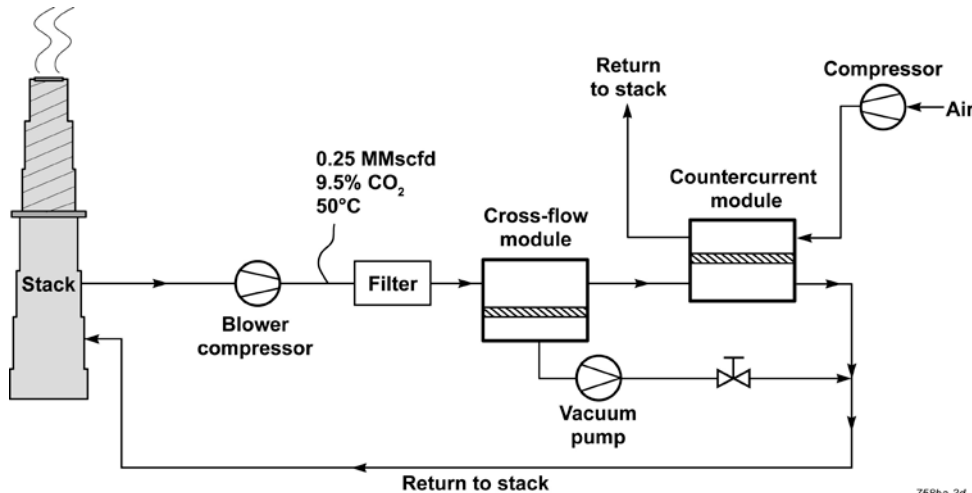 Compressor
Return
to stack
Air
0.25 MMscfd
9.5% CO₂
50°C
Countercurrent
module
Cross-flow
module
Stack
Filter
Blower
compressor
Vacuum
pump
Return to stack